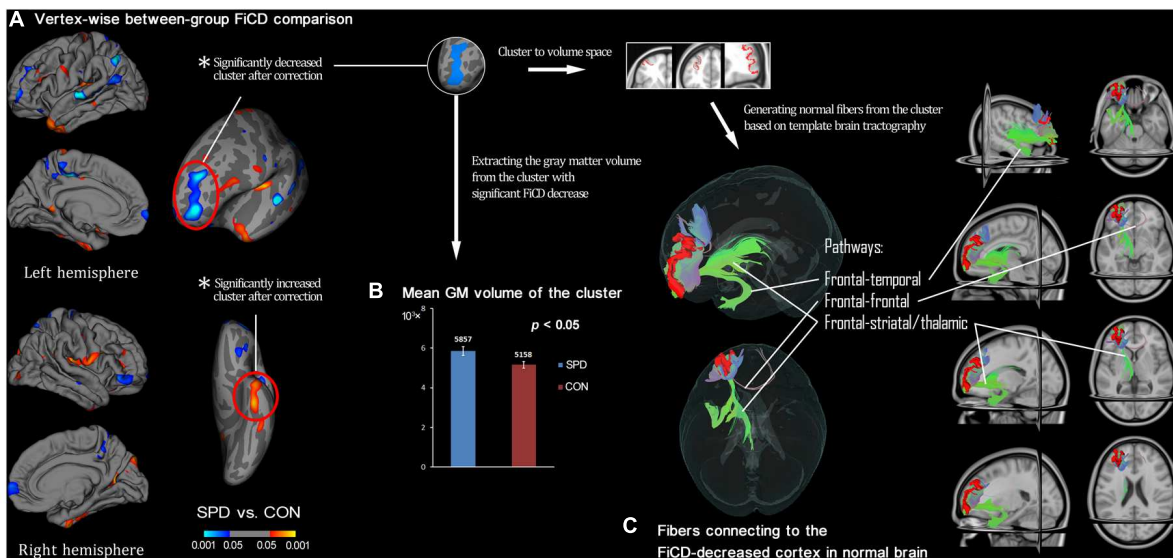 A Vertex-wise between-group FiCD comparison
* Significantly decreased
cluster after correction
Cluster to volume space
Generating normal fibers from the cluster
based on template brain tractography
Extracting the gray matter volume
from the cluster with
significant FiCD decrease
Left hemisphere
* Significantly increased
cluster after correction
Right hemisphere
SPD vs. CON
0.001 0.05 0.05 0.001
B Mean GM volume of the cluster
10³×
p < 0.05
8
6
4
2
0
5857
5158
SPD
CON
Pathways:
Frontal-temporal
Frontal-frontal
Frontal-striatal/thalamic
C Fibers connecting to the
FiCD-decreased cortex in normal brain